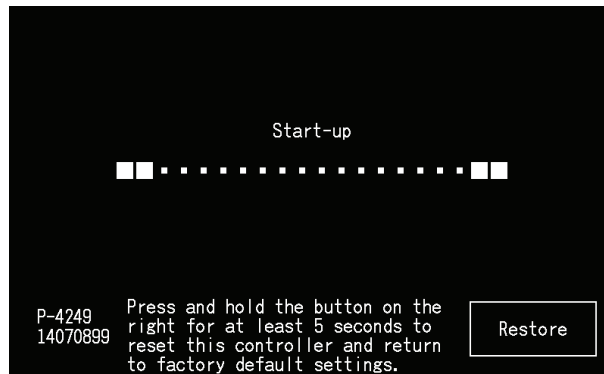 Start-up
P-4249
14070899
Press and hold the button on the
right for at least 5 seconds to
reset this controller and return
to factory default settings.
Restore